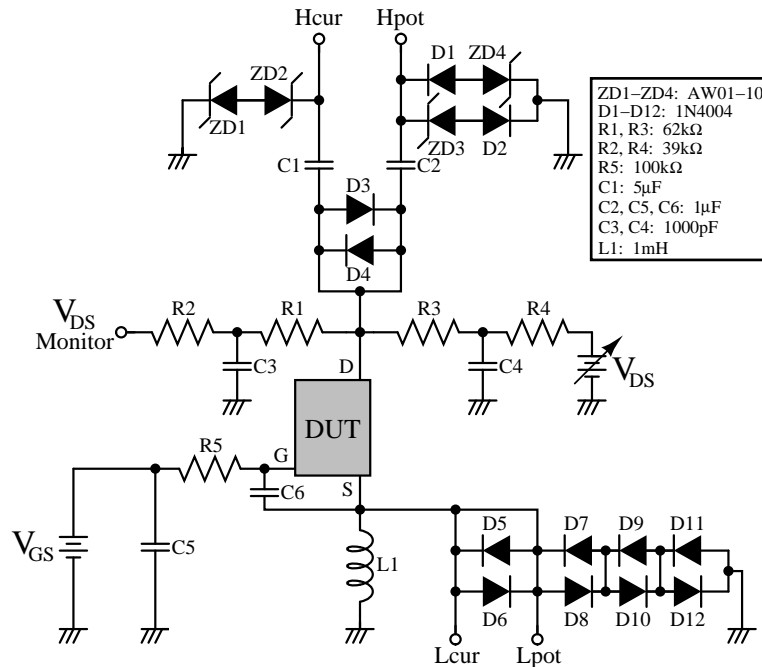 Hcur Hpot
D1 ZD4
ZD2
ZD1
ZD3 D2
C1 C2
D3
D4
ZD1–ZD4: AW01–10
D1–D12: 1N4004
R1, R3: 62kΩ
R2, R4: 39kΩ
R5: 100kΩ
C1: 5μF
C2, C5, C6: 1μF
C3, C4: 1000pF
L1: 1mH
VDS
Monitor
R2 R1 R3 R4
C3 C4
VDS
D
DUT
G
S
R5
C6
VGS
C5
L1
D5 D7 D9 D11
D6 D8 D10 D12
Lcur Lpot